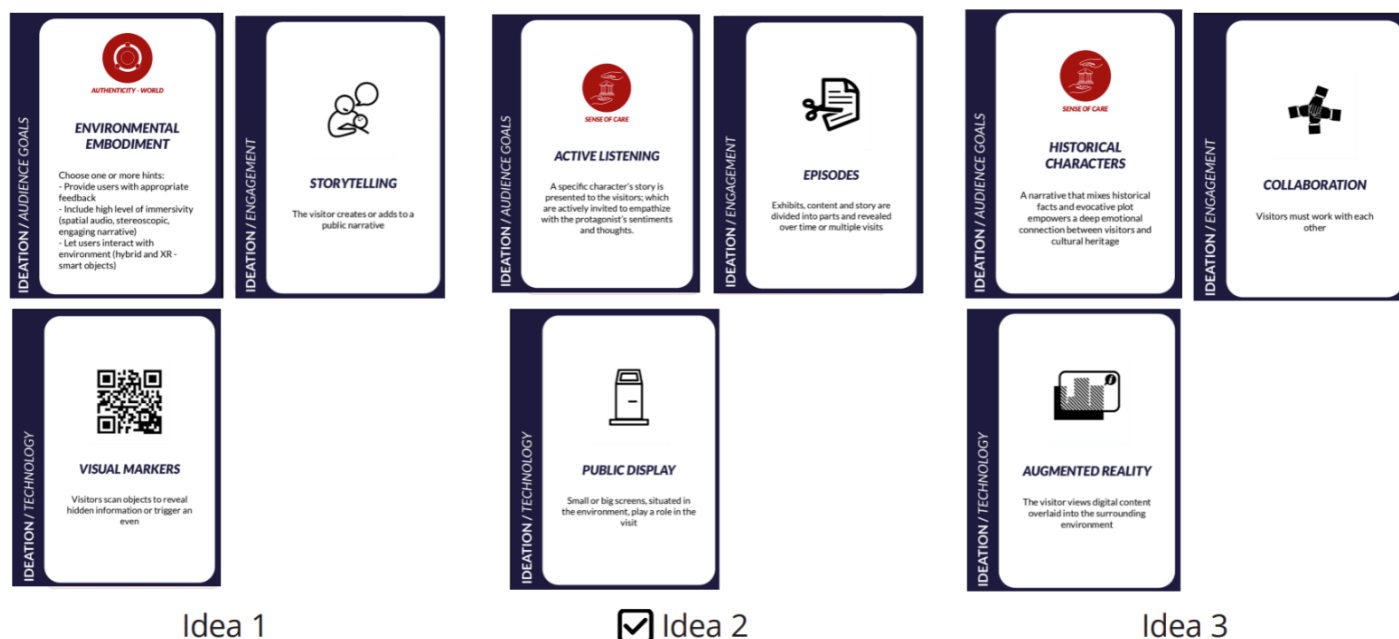 IDEATION / AUDIENCE GOALS
AUTHENTICITY - WORLD
ENVIRONMENTAL
EMBODIMENT
Choose one or more hints:
- Provide users with appropriate
feedback
- Include high level of immersivity
(spatial audio, stereoscopic,
engaging narrative)
- Let users interact with
environment (hybrid and XR -
smart objects)
IDEATION / ENGAGEMENT
STORYTELLING
The visitor creates or adds to a
public narrative
IDEATION / TECHNOLOGY
VISUAL MARKERS
Visitors scan objects to reveal
hidden information or trigger an
even
Idea 1
IDEATION / AUDIENCE GOALS
SENSE OF CARE
ACTIVE LISTENING
A specific character's story is
presented to the visitors; which
are actively invited to empathize
with the protagonist's sentiments
and thoughts.
IDEATION / ENGAGEMENT
EPISODES
Exhibits, content and story are
divided into parts and revealed
over time or multiple visits
IDEATION / TECHNOLOGY
PUBLIC DISPLAY
Small or big screens, situated in
the environment, play a role in the
visit
Idea 2
IDEATION / AUDIENCE GOALS
SENSE OF CARE
HISTORICAL
CHARACTERS
A narrative that mixes historical
facts and evocative plot
empowers a deep emotional
connection between visitors and
cultural heritage
IDEATION / ENGAGEMENT
COLLABORATION
Visitors must work with each
other
IDEATION / TECHNOLOGY
AUGMENTED REALITY
The visitor views digital content
overlaid into the surrounding
environment
Idea 3